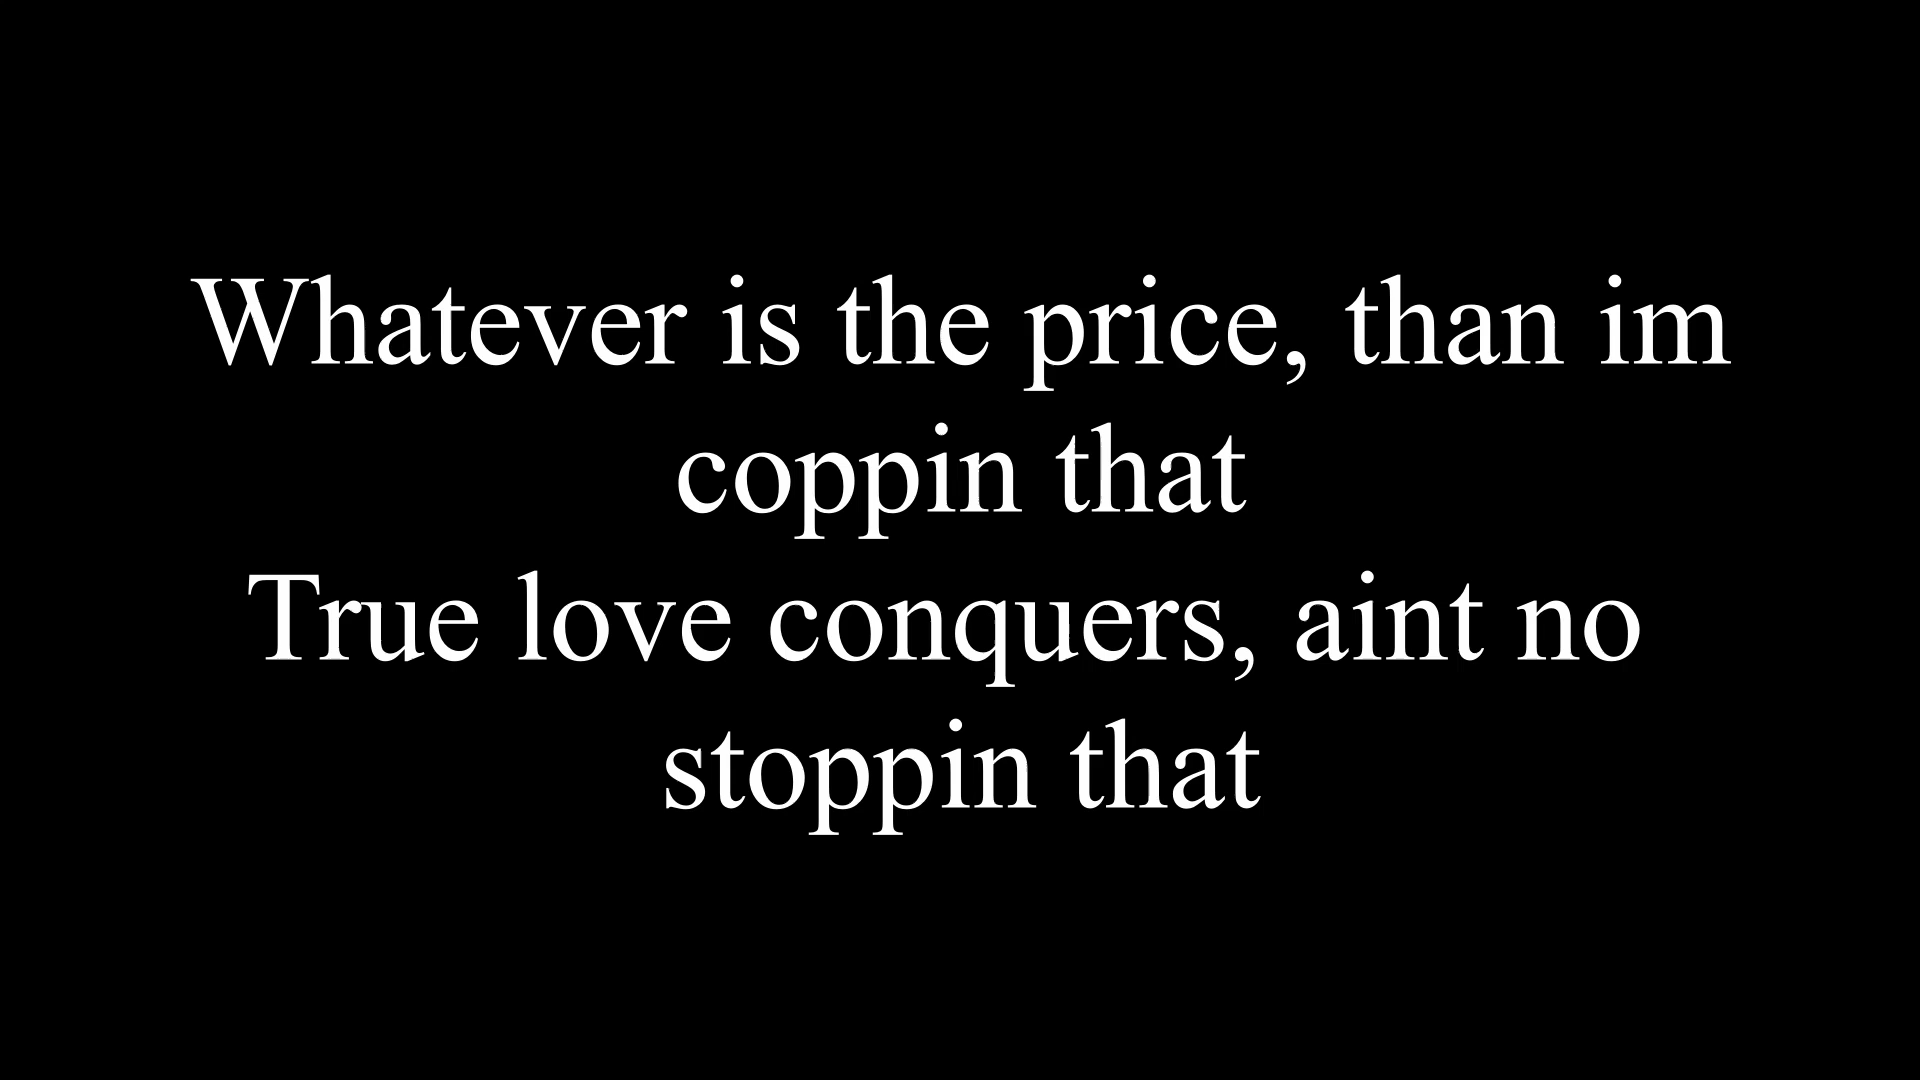 Whatever is the price, than im
coppin that
True love conquers, aint no
stoppin that